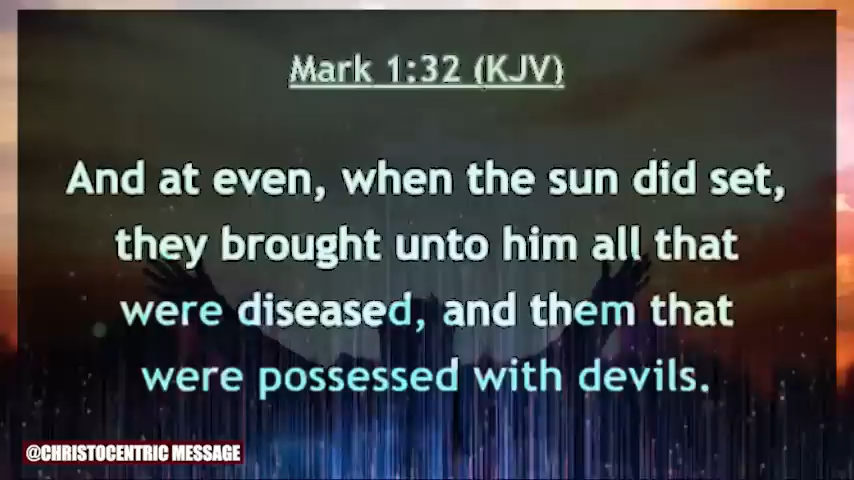 Mark 1:32 (KJV)
And at even, when the sun did set,
they brought unto him all that
were diseased, and them that
were possessed with devils.
@CHRISTOCENTRIC MESSAGE